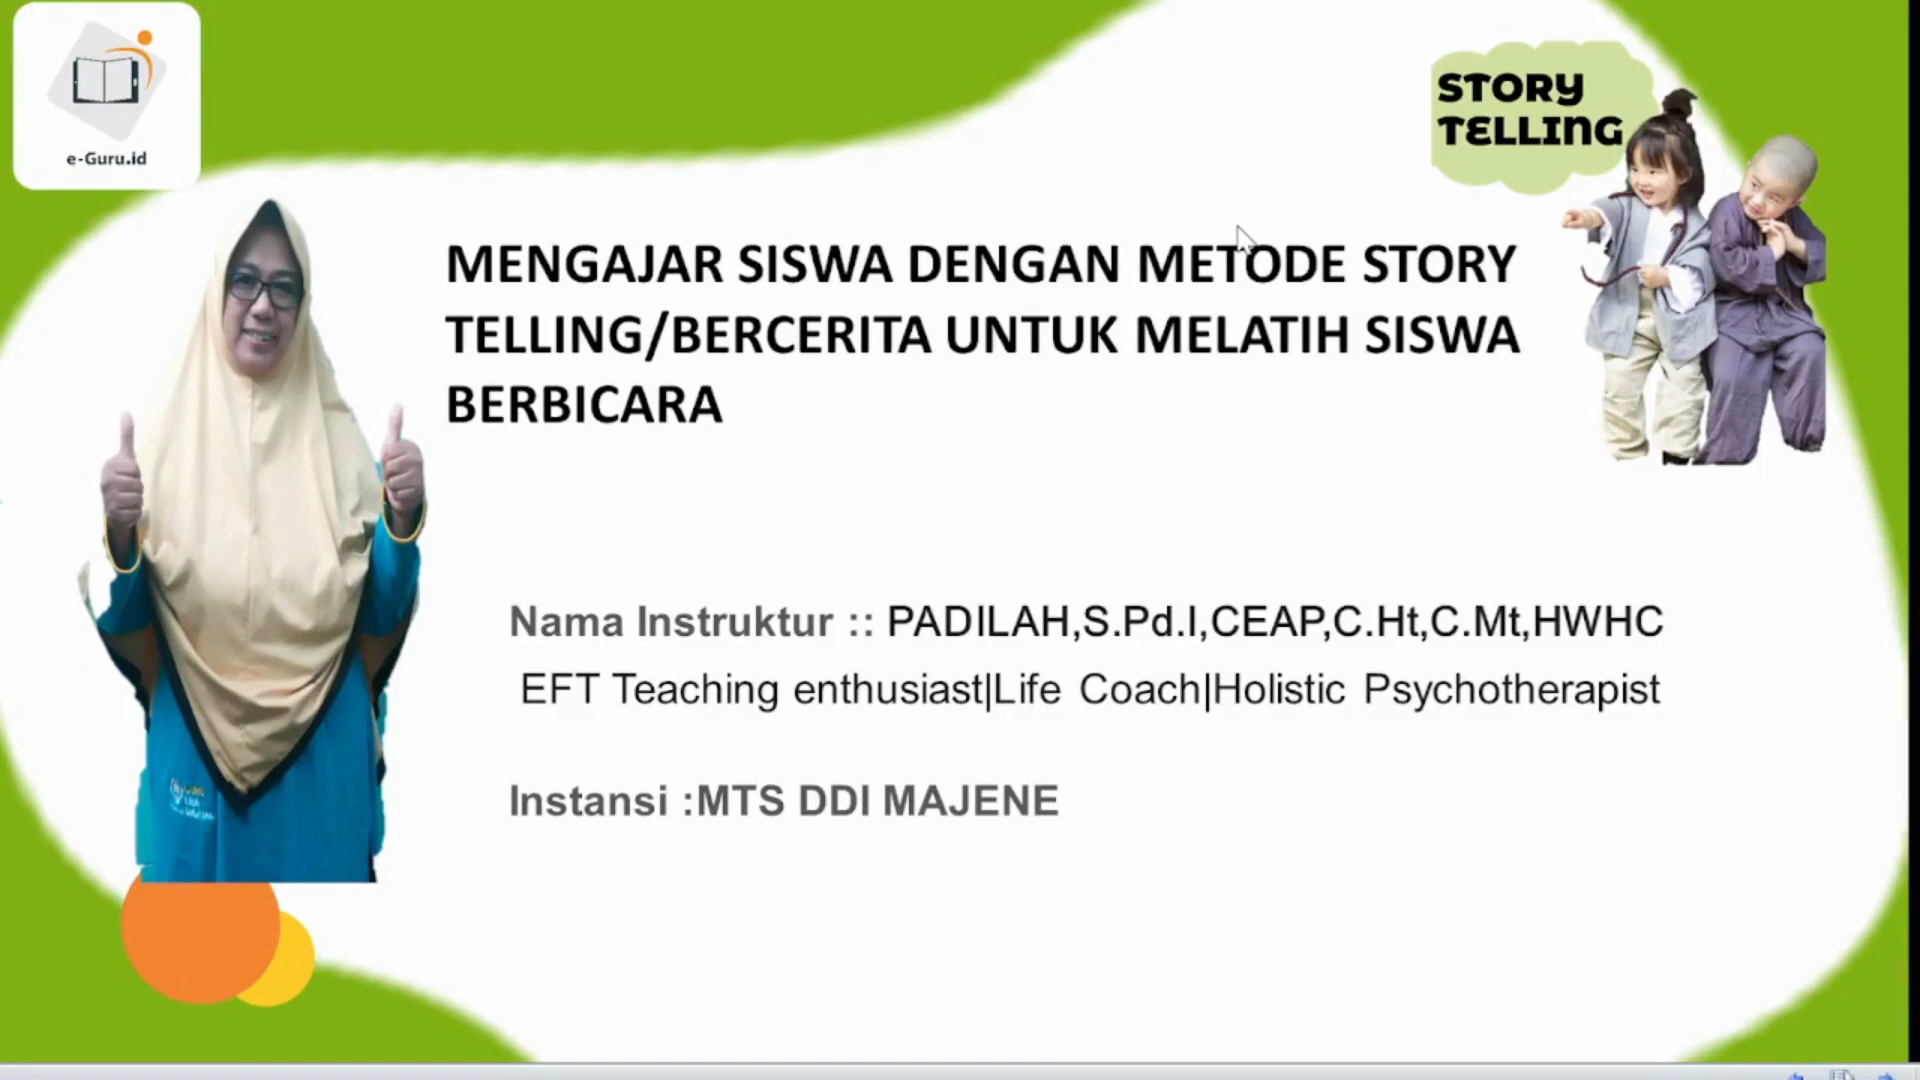 e-Guru.id
STORY
TELLING
MENGAJAR SISWA DENGAN METODE STORY
TELLING/BERCERITA UNTUK MELATIH SISWA
BERBICARA
Nama Instruktur :: PADILAH,S.Pd.I,CEAP,C.Ht,C.Mt,HWHC
EFT Teaching enthusiast|Life Coach|Holistic Psychotherapist
Instansi :MTS DDI MAJENE